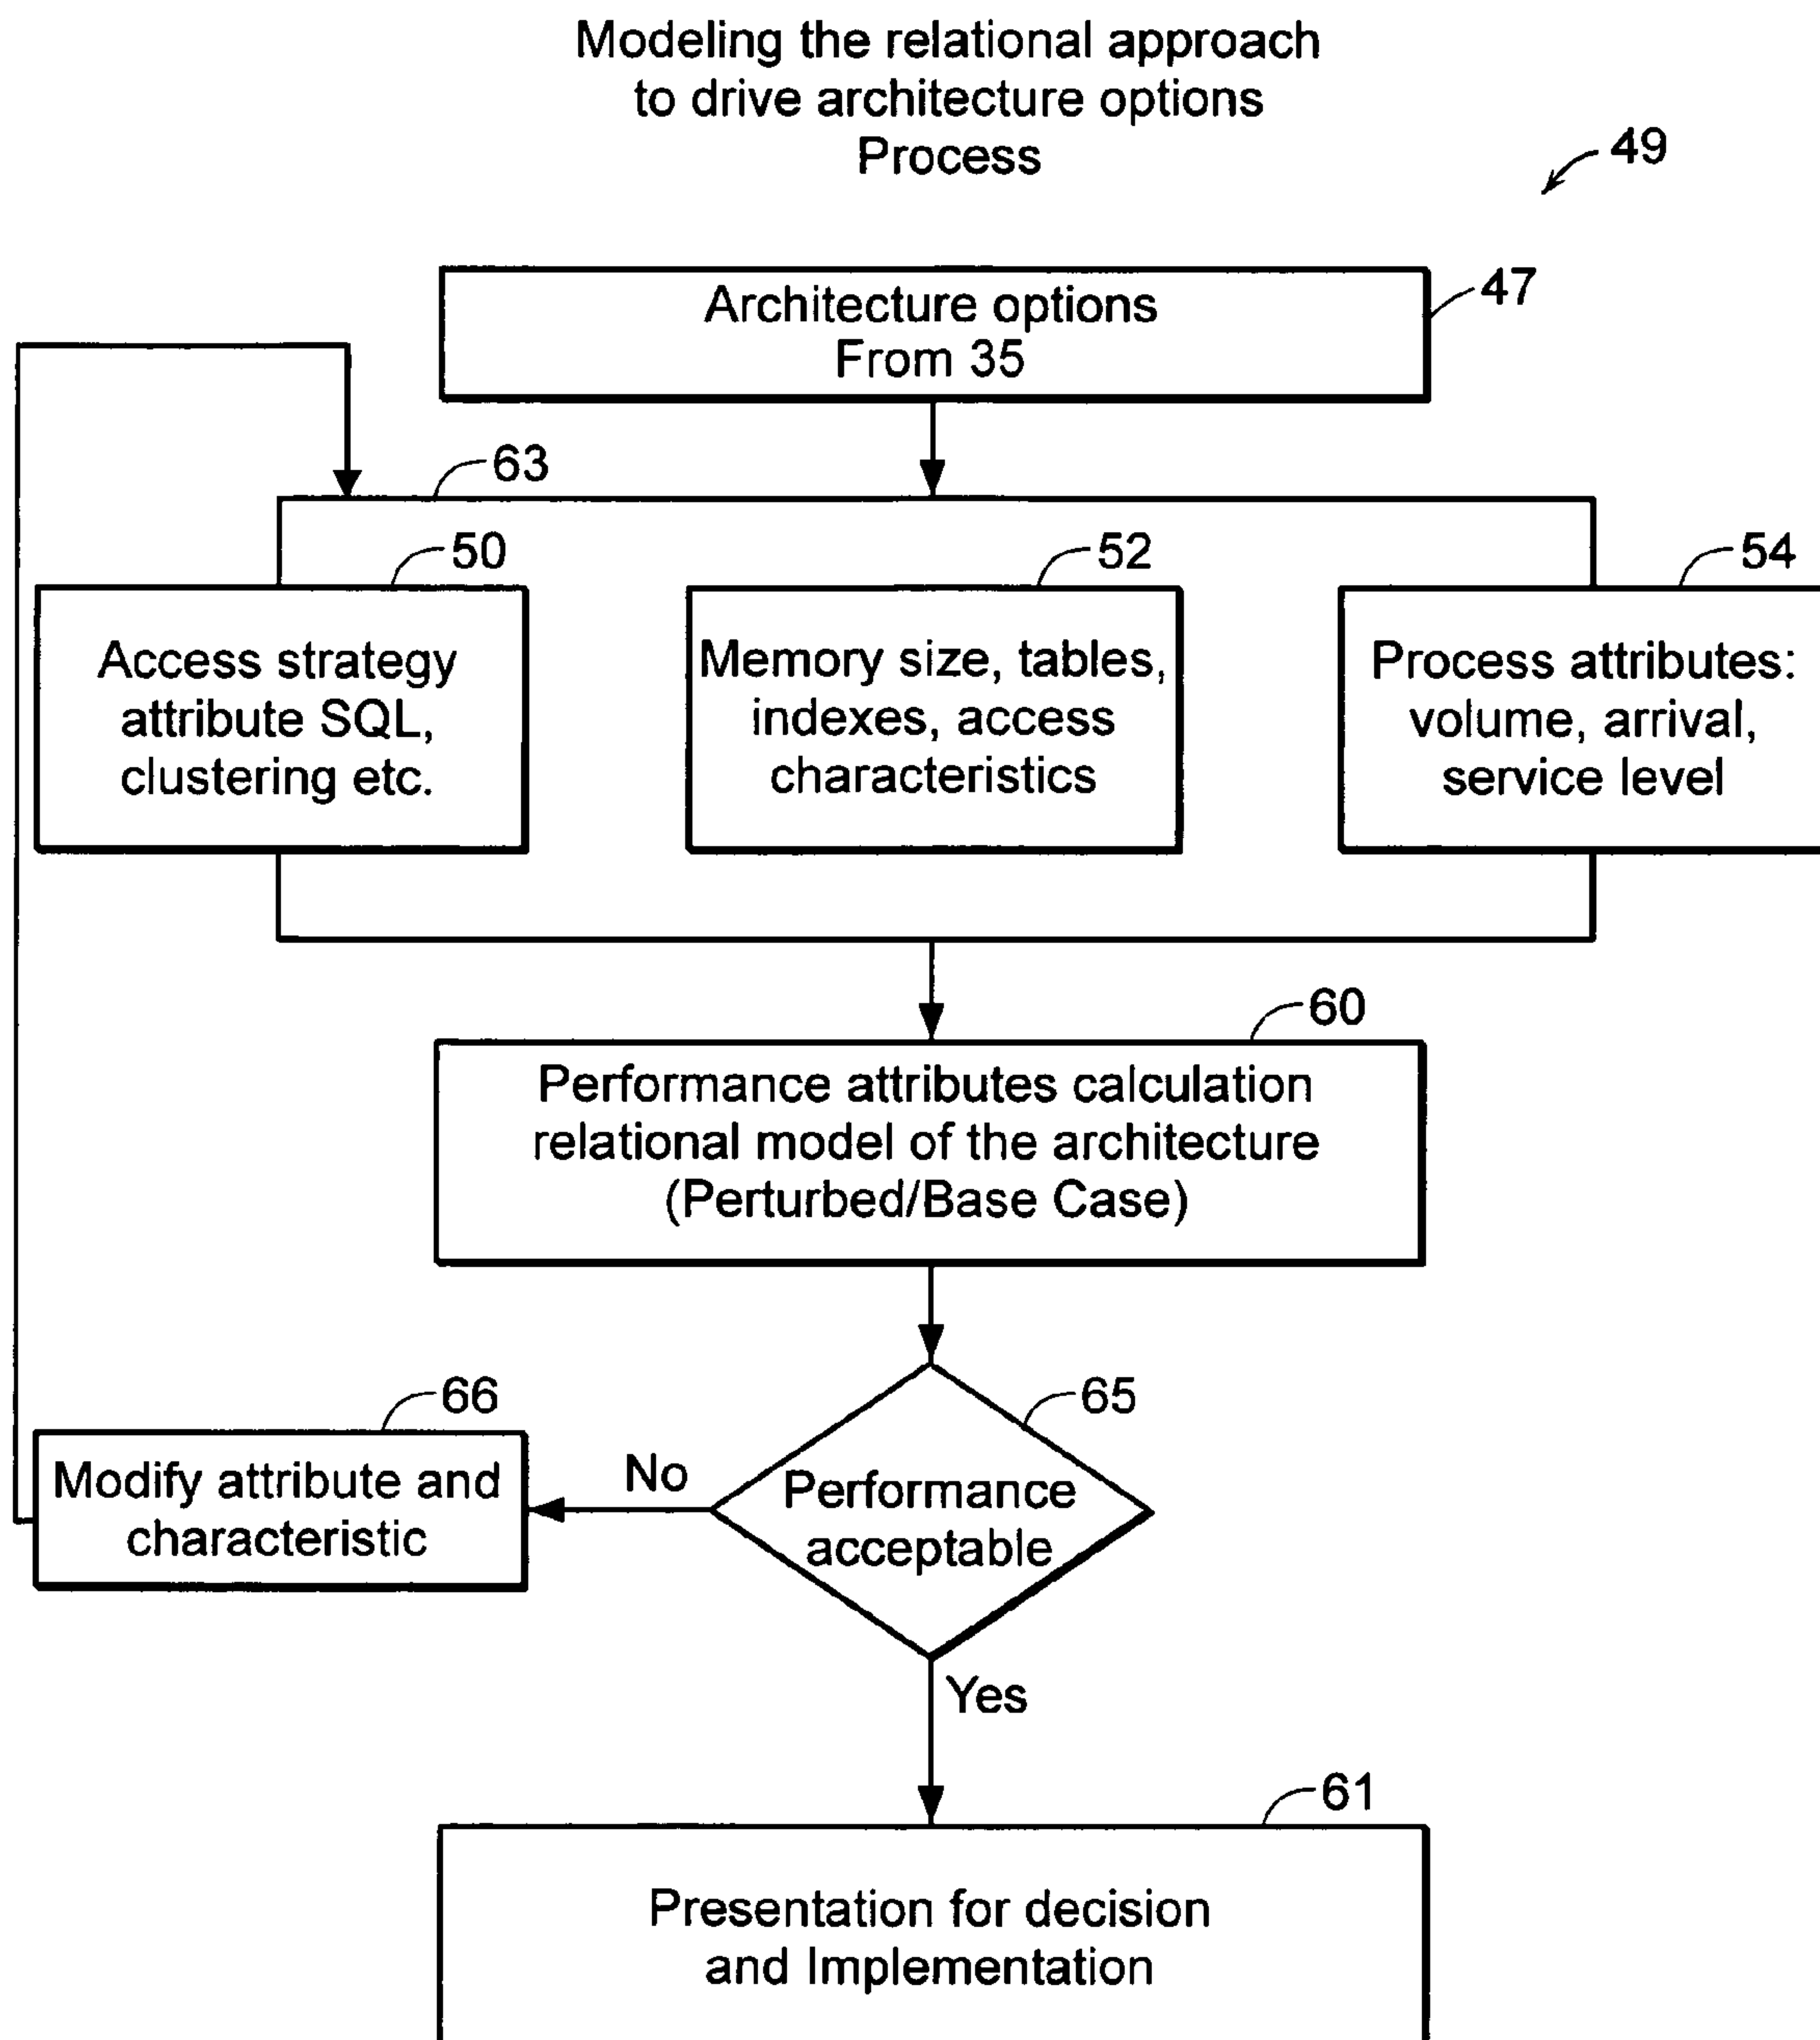 Modeling the relational approach
to drive architecture options
Process
49
47
Architecture options
From 35
63
50
52
54
Access strategy
attribute SQL,
clustering etc.
Memory size, tables,
indexes, access
characteristics
Process attributes:
volume, arrival,
service level
60
Performance attributes calculation
relational model of the architecture
(Perturbed/Base Case)
66
65
Modify attribute and
characteristic
No
Performance
acceptable
Yes
61
Presentation for decision
and Implementation